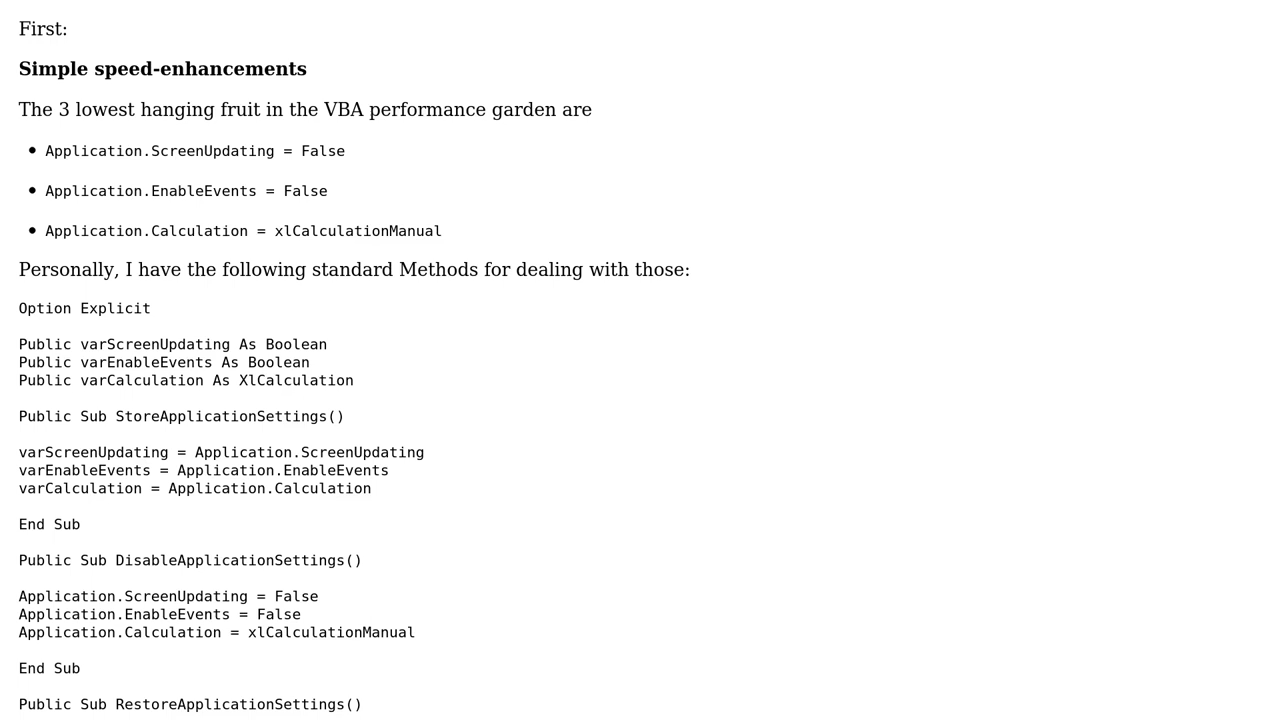 First:
Simple speed-enhancements
The 3 lowest hanging fruit in the VBA performance garden are
Application.ScreenUpdating = False
Application.EnableEvents = False
Application.Calculation = xlCalculationManual
Personally, I have the following standard Methods for dealing with those:
Option Explicit
Public varScreenUpdating As Boolean
Public varEnableEvents As Boolean
Public varCalculation As XlCalculation
Public Sub StoreApplicationSettings()
varScreenUpdating = Application.ScreenUpdating
varEnableEvents = Application.EnableEvents
varCalculation = Application.Calculation
End Sub
Public Sub DisableApplicationSettings()
Application.ScreenUpdating = False
Application.EnableEvents = False
Application.Calculation = xlCalculationManual
End Sub
Public Sub RestoreApplicationSettings()